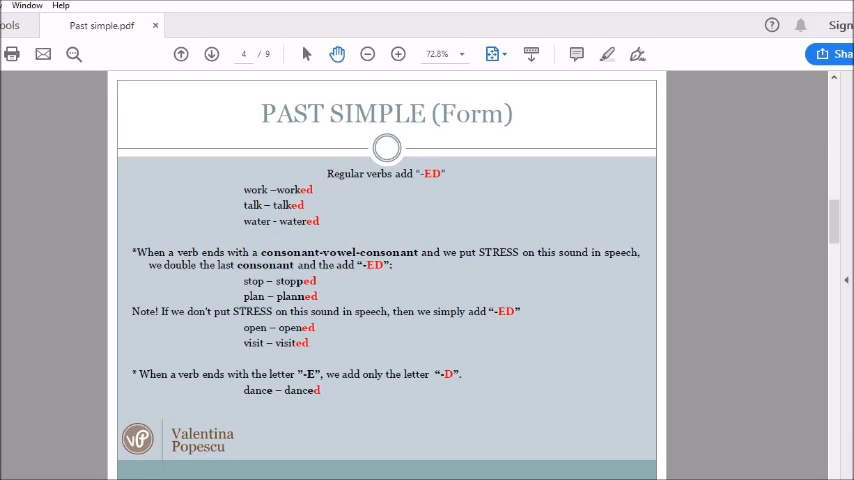 Window Help
ools
Past simple.pdf ×
Sign
4 / 9
72.8%
Sha
PAST SIMPLE (Form)
Regular verbs add “-ED”
work –worked
talk – talked
water - watered
*When a verb ends with a consonant-vowel-consonant and we put STRESS on this sound in speech,
we double the last consonant and the add “-ED”:
stop – stopped
plan – planned
Note! If we don't put STRESS on this sound in speech, then we simply add “-ED”
open – opened
visit – visited
* When a verb ends with the letter ”-E”, we add only the letter “-D”.
dance – danced
VP
Valentina
Popescu